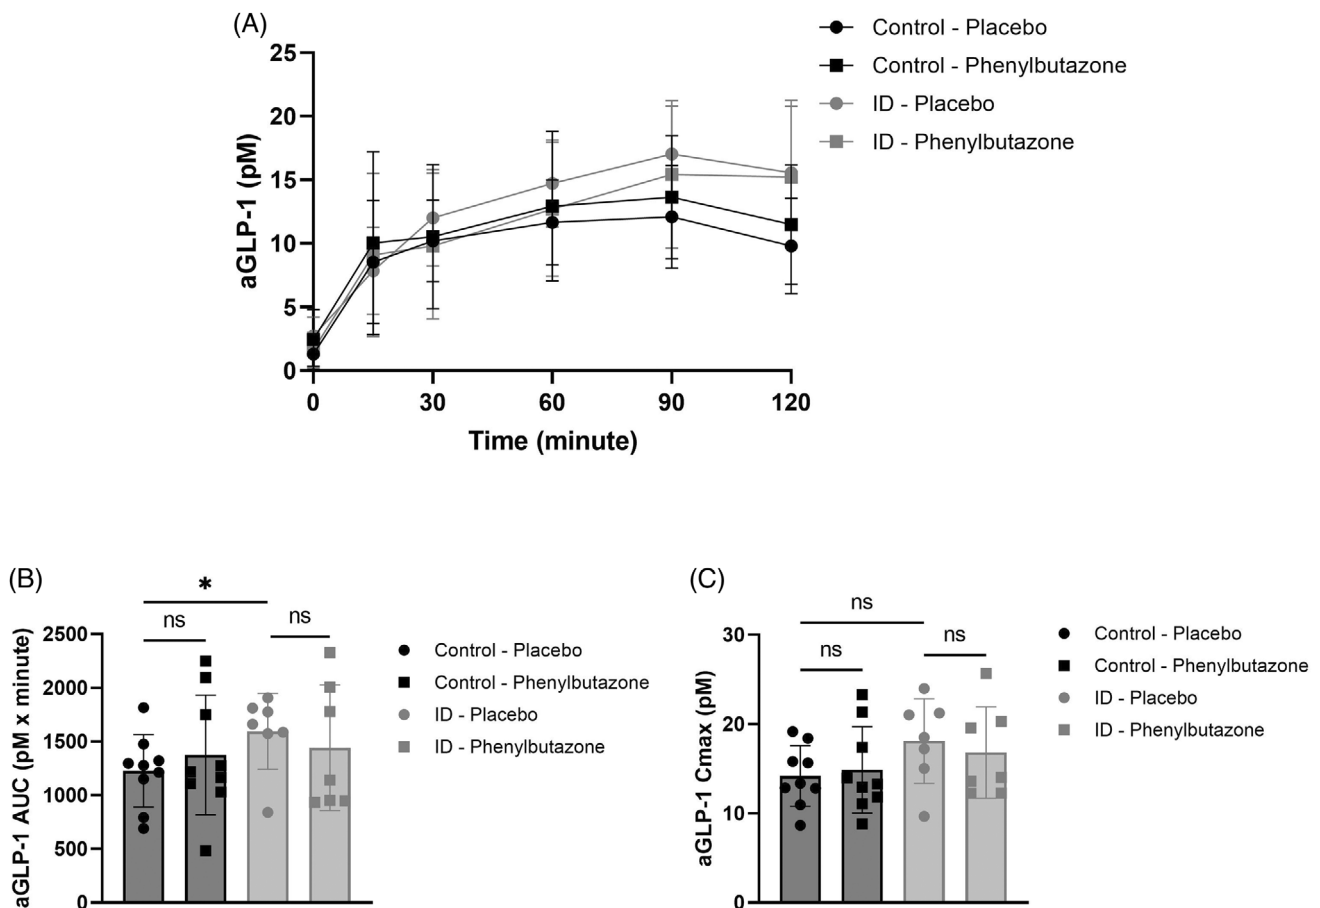 (A)
25
20
15
10
5
0
aGLP-1 (pM)
0 30 60 90 120
Time (minute)
Control - Placebo
Control - Phenylbutazone
ID - Placebo
ID - Phenylbutazone
(B)
*
ns
ns
2500
2000
1500
1000
500
0
aGLP-1 AUC (pM x minute)
Control - Placebo
Control - Phenylbutazone
ID - Placebo
ID - Phenylbutazone
(C)
ns
ns
ns
30
20
10
0
aGLP-1 Cmax (pM)
Control - Placebo
Control - Phenylbutazone
ID - Placebo
ID - Phenylbutazone